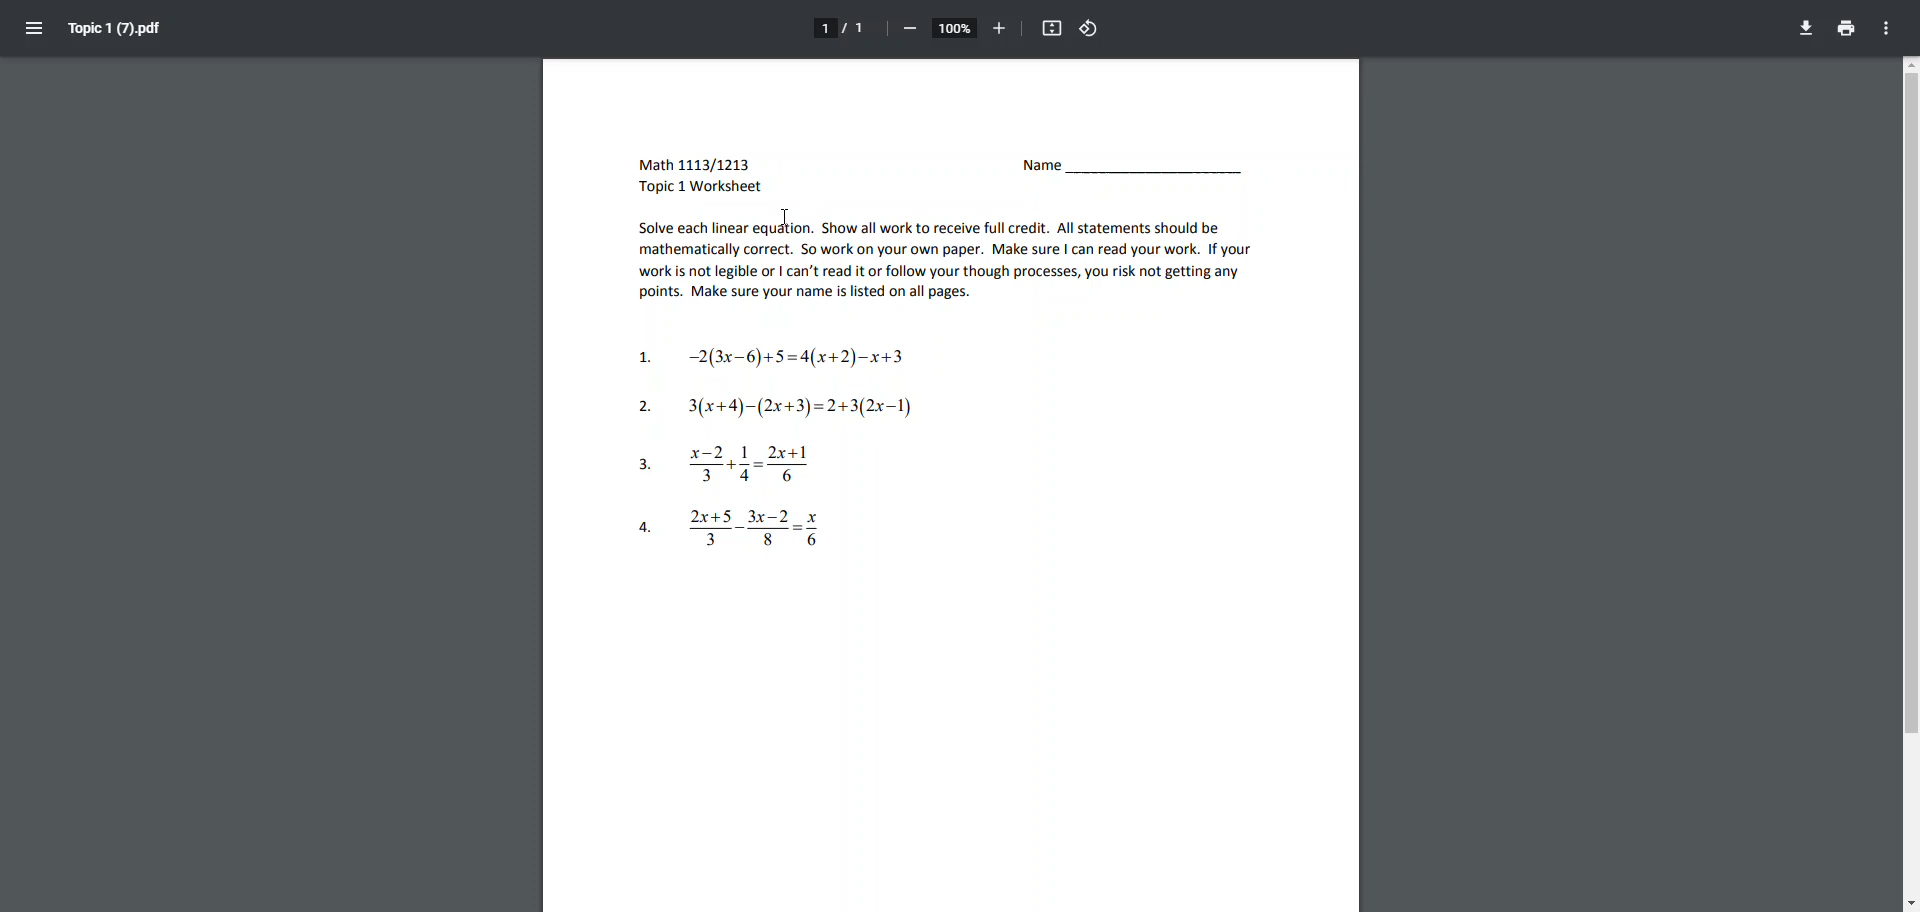 Topic 1 (7).pdf
1 / 1
100%
Math 1113/1213 Name ______________________
Topic 1 Worksheet
Solve each linear equation. Show all work to receive full credit. All statements should be
mathematically correct. So work on your own paper. Make sure I can read your work. If your
work is not legible or I can’t read it or follow your though processes, you risk not getting any
points. Make sure your name is listed on all pages.
1. −2(3x−6)+5=4(x+2)−x+3
2. 3(x+4)−(2x+3)=2+3(2x−1)
3. (x−2)/3+1/4=(2x+1)/6
4. (2x+5)/3−(3x−2)/8=x/6